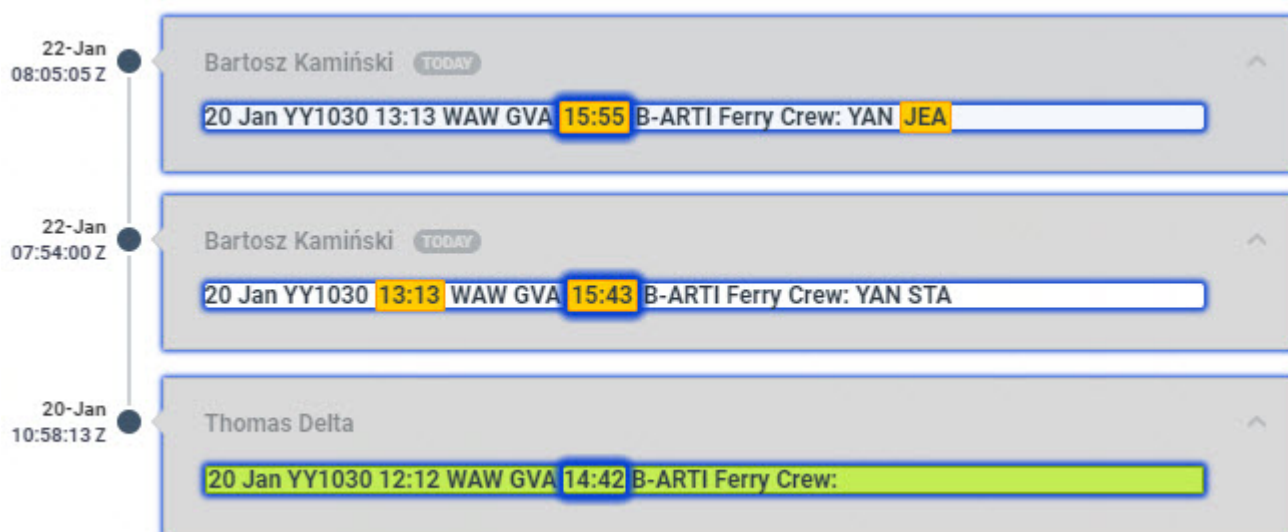 22-Jan
08:05:05 Z
Bartosz Kamiński TODAY
20 Jan YY1030 13:13 WAW GVA 15:55 B-ARTI Ferry Crew: YAN JEA
22-Jan
07:54:00 Z
Bartosz Kamiński TODAY
20 Jan YY1030 13:13 WAW GVA 15:43 B-ARTI Ferry Crew: YAN STA
20-Jan
10:58:13 Z
Thomas Delta
20 Jan YY1030 12:12 WAW GVA 14:42 B-ARTI Ferry Crew: